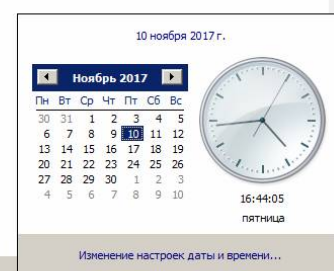 10 ноября 2017 г.
Ноябрь 2017
Пн Вт Ср Чт Пт Сб Вс
30 31 1 2 3 4 5
6 7 8 9 10 11 12
13 14 15 16 17 18 19
20 21 22 23 24 25 26
27 28 29 30 1 2 3
4 5 6 7 8 9 10
16:44:05
пятница
Изменение настроек даты и времени...